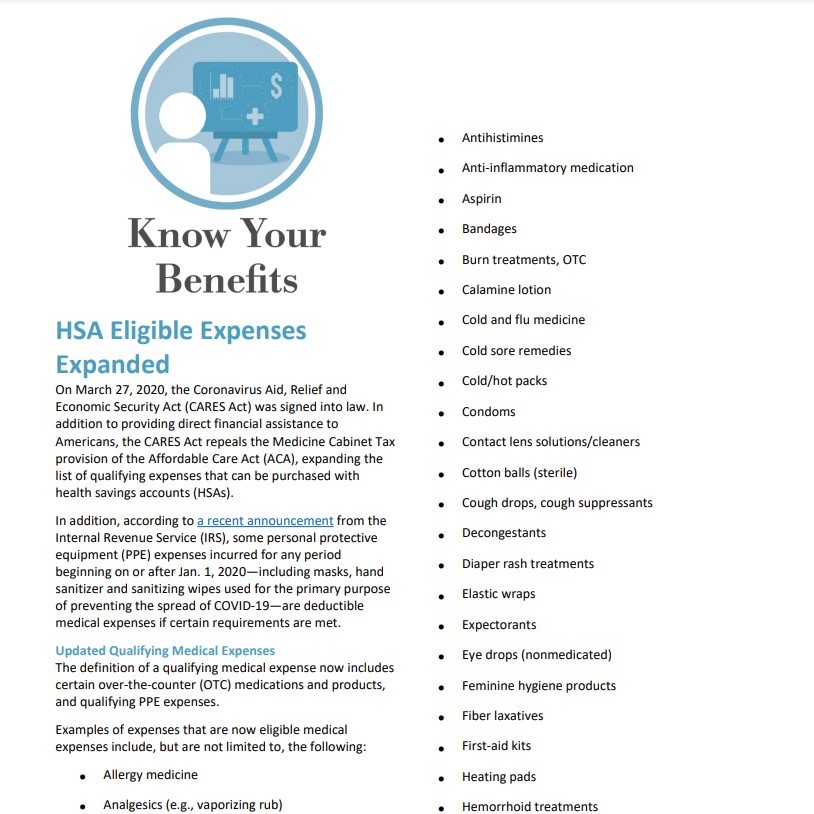 Know Your
Benefits
HSA Eligible Expenses
Expanded
On March 27, 2020, the Coronavirus Aid, Relief and
Economic Security Act (CARES Act) was signed into law. In
addition to providing direct financial assistance to
Americans, the CARES Act repeals the Medicine Cabinet Tax
provision of the Affordable Care Act (ACA), expanding the
list of qualifying expenses that can be purchased with
health savings accounts (HSAs).
In addition, according to a recent announcement from the
Internal Revenue Service (IRS), some personal protective
equipment (PPE) expenses incurred for any period
beginning on or after Jan. 1, 2020—including masks, hand
sanitizer and sanitizing wipes used for the primary purpose
of preventing the spread of COVID-19—are deductible
medical expenses if certain requirements are met.
Updated Qualifying Medical Expenses
The definition of a qualifying medical expense now includes
certain over-the-counter (OTC) medications and products,
and qualifying PPE expenses.
Examples of expenses that are now eligible medical
expenses include, but are not limited to, the following:
• Allergy medicine
• Analgesics (e.g., vaporizing rub)
• Antihistimines
• Anti-inflammatory medication
• Aspirin
• Bandages
• Burn treatments, OTC
• Calamine lotion
• Cold and flu medicine
• Cold sore remedies
• Cold/hot packs
• Condoms
• Contact lens solutions/cleaners
• Cotton balls (sterile)
• Cough drops, cough suppressants
• Decongestants
• Diaper rash treatments
• Elastic wraps
• Expectorants
• Eye drops (nonmedicated)
• Feminine hygiene products
• Fiber laxatives
• First-aid kits
• Heating pads
• Hemorrhoid treatments